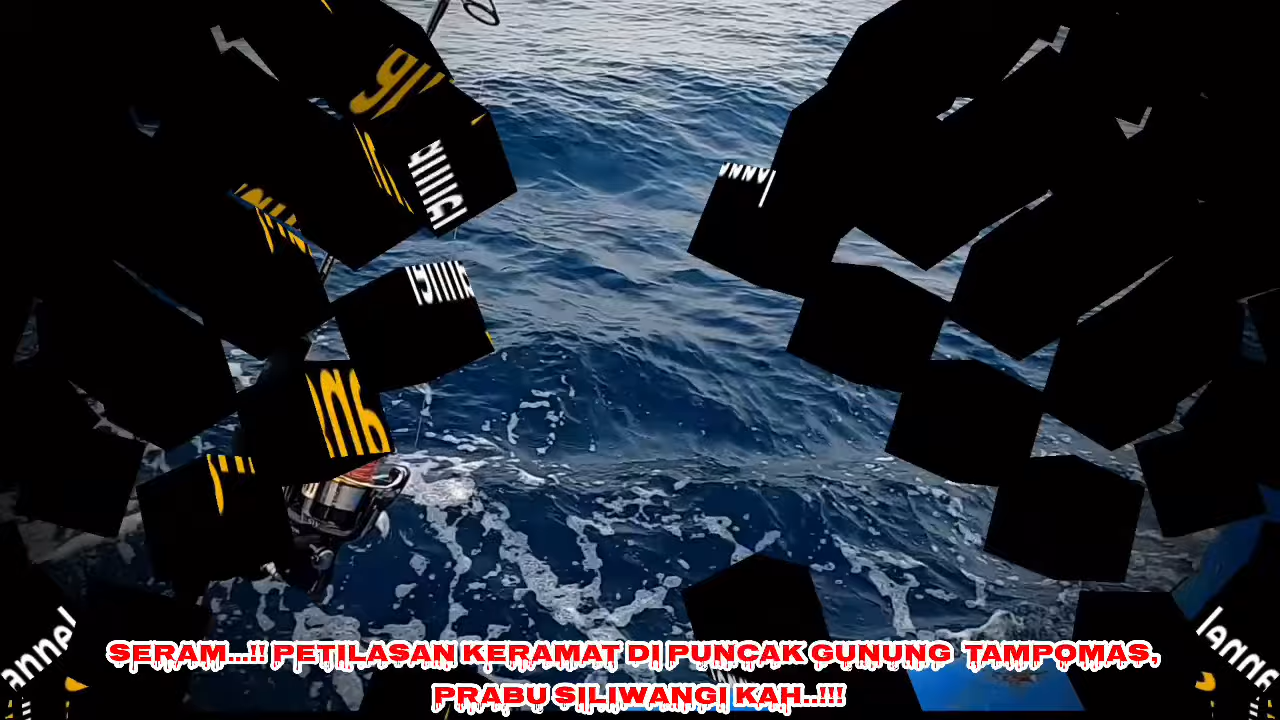 SERAM...!! PETILASAN KERAMAT DI PUNCAK GUNUNG TAMPOMAS,
PRABU SILIWANGI KAH..!!!